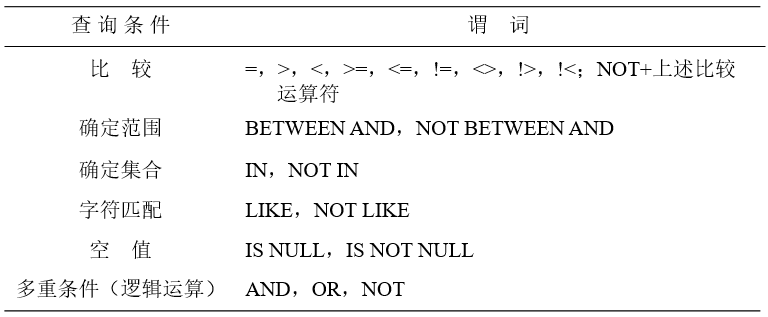 查询条件 谓 词
比 较 =，>，<，>=，<=，!=，<>，!>，!<；NOT+上述比较
运算符
确定范围 BETWEEN AND，NOT BETWEEN AND
确定集合 IN，NOT IN
字符匹配 LIKE，NOT LIKE
空 值 IS NULL，IS NOT NULL
多重条件（逻辑运算） AND，OR，NOT